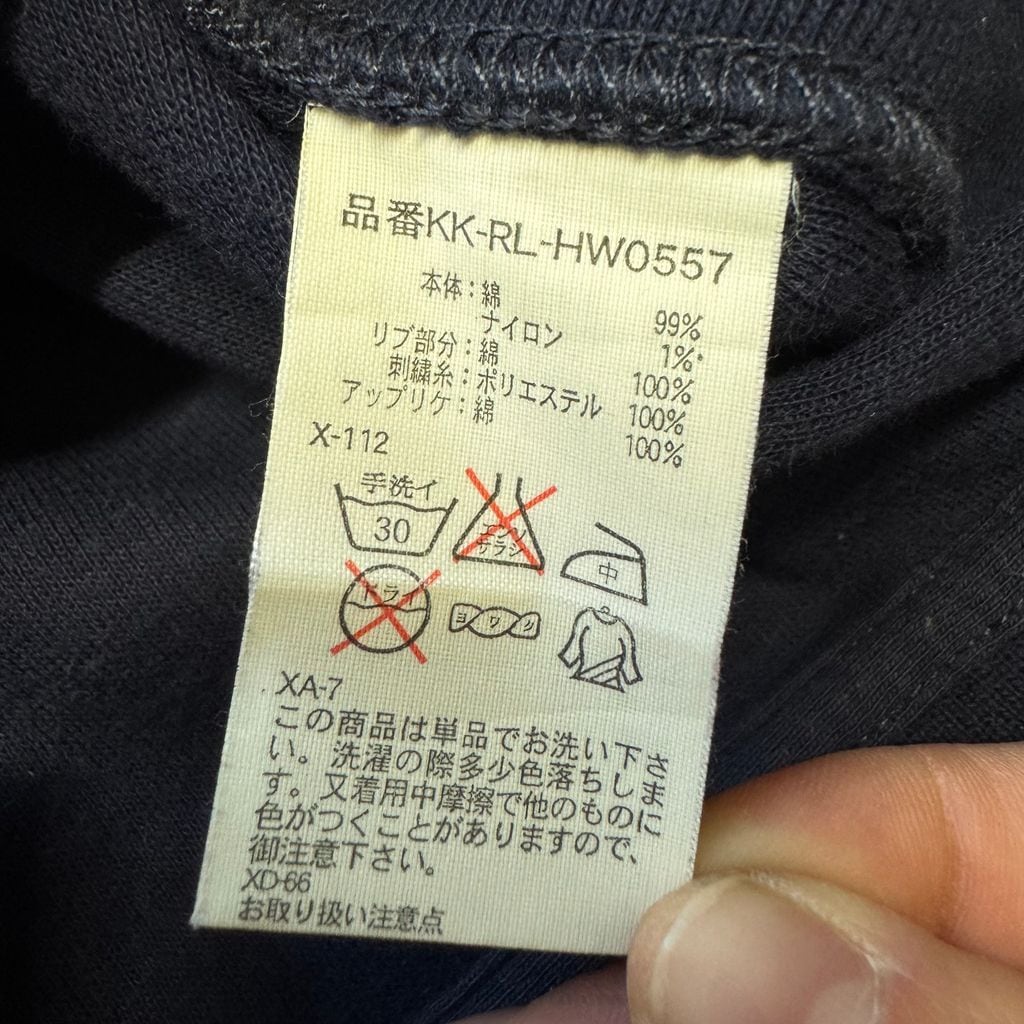 品番KK-RL-HW0557
本体：綿 99%
ナイロン 1%
リブ部分：綿 100%
刺繍糸：ポリエステル 100%
アップリケ：綿 100%
X-112
手洗イ
30
エンソ
サラシ
中
ドライ
ヨワク
XA-7
この商品は単品でお洗い下さ
い。洗濯の際多少色落ちしま
す。又着用中摩擦で他のものに
色がつくことがありますので、
御注意下さい。
XD-66
お取り扱い注意点